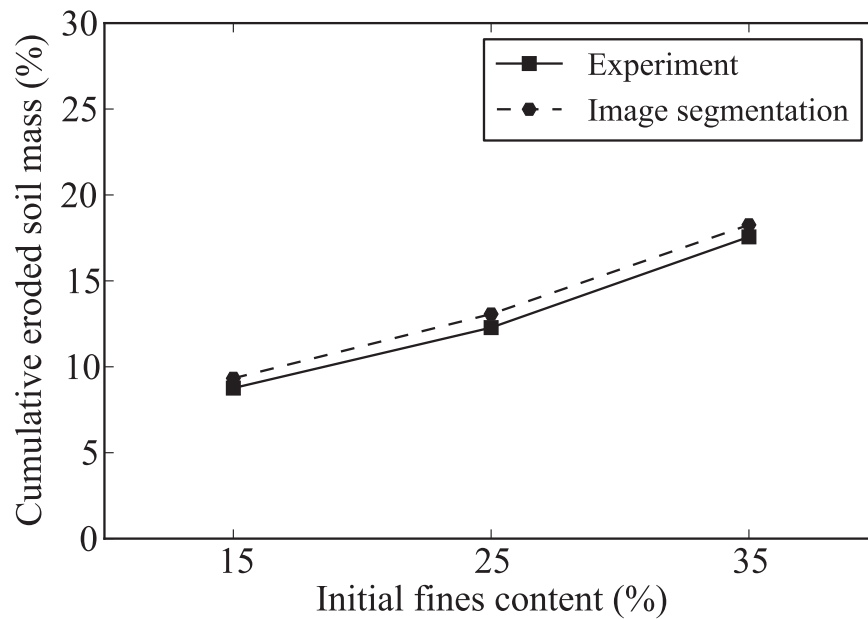 30
25
20
15
10
5
0
Cumulative eroded soil mass (%)
Experiment
Image segmentation
15 25 35
Initial fines content (%)